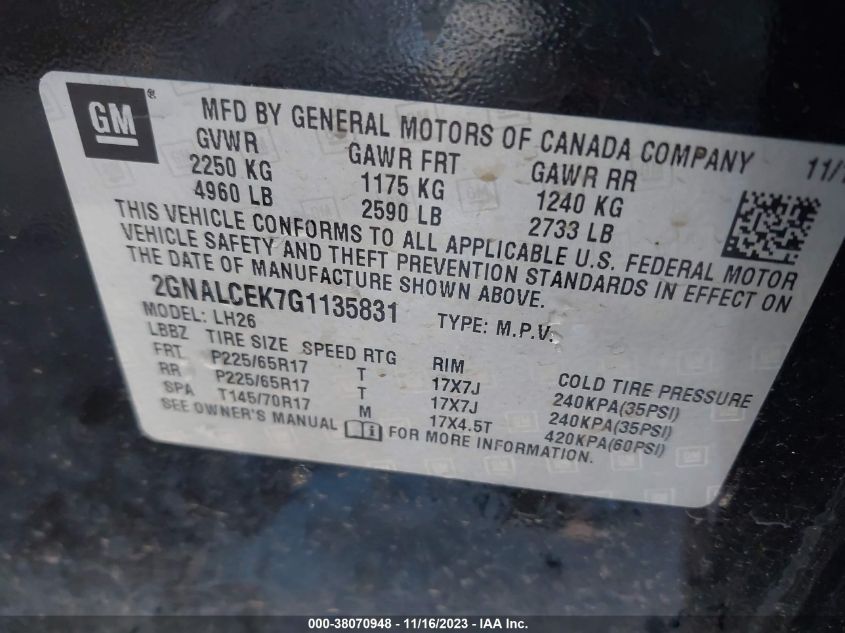 GM ®
MFD BY GENERAL MOTORS OF CANADA COMPANY
GVWR GAWR FRT GAWR RR
2250 KG 1175 KG 1240 KG
4960 LB 2590 LB 2733 LB
THIS VEHICLE CONFORMS TO ALL APPLICABLE U.S. FEDERAL MOTOR
VEHICLE SAFETY AND THEFT PREVENTION STANDARDS IN EFFECT ON
THE DATE OF MANUFACTURE SHOWN ABOVE.
2GNALCEK7G1135831 TYPE: M.P.V.
MODEL: LH26
LBBZ TIRE SIZE SPEED RTG RIM COLD TIRE PRESSURE
FRT P225/65R17 T 17X7J 240KPA(35PSI)
RR P225/65R17 T 17X7J 240KPA(35PSI)
SPA T145/70R17 M 17X4.5T 420KPA(60PSI)
SEE OWNER'S MANUAL FOR MORE INFORMATION.
000-38070948 - 11/16/2023 - IAA Inc.